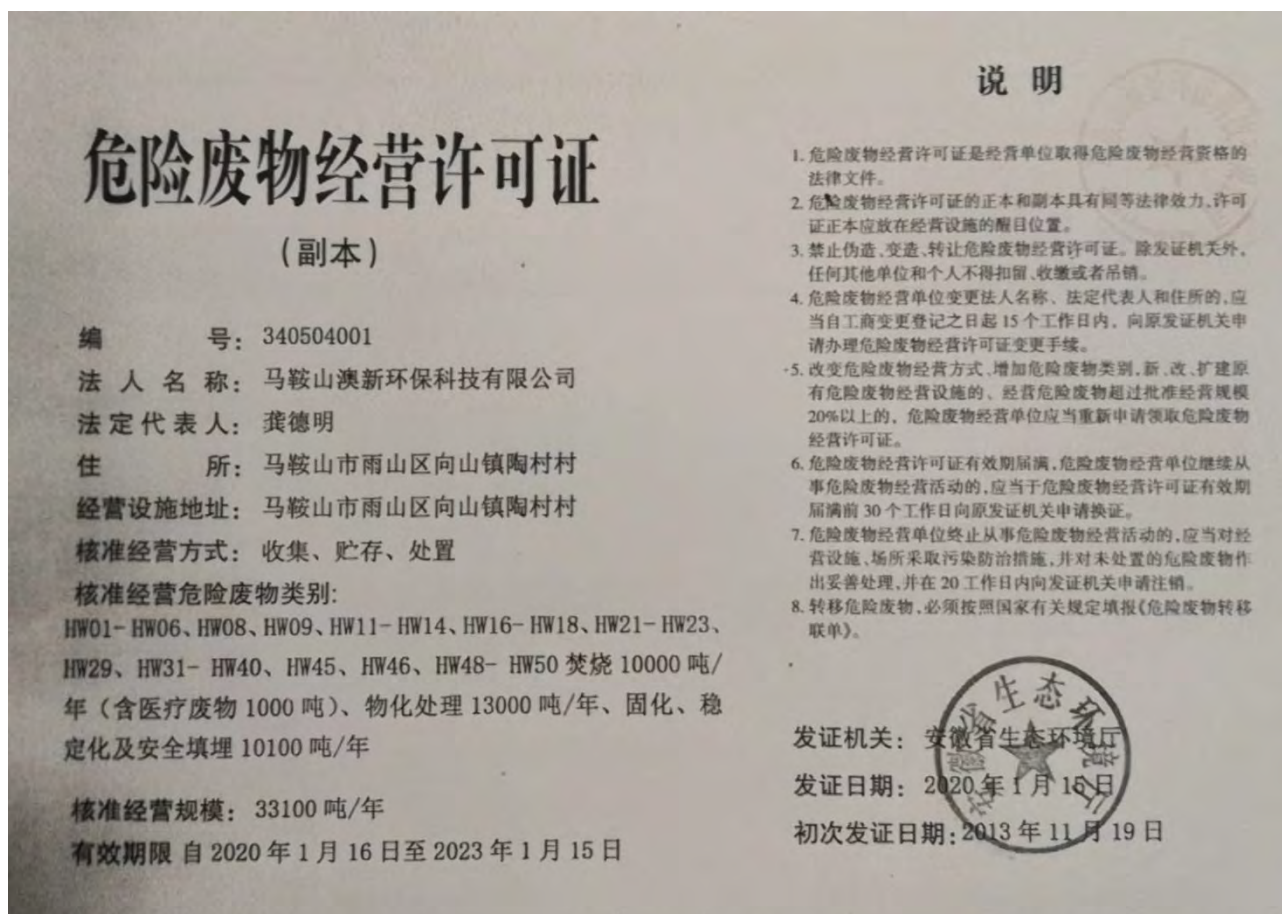 危险废物经营许可证
(副本)
编号：340504001
法人名称：马鞍山澳新环保科技有限公司
法定代表人：龚德明
住所：马鞍山市雨山区向山镇陶村村
经营设施地址：马鞍山市雨山区向山镇陶村村
核准经营方式：收集、贮存、处置
核准经营危险废物类别:
HW01-HW06、HW08、HW09、HW11-HW14、HW16-HW18、HW21-HW23、
HW29、HW31-HW40、HW45、HW46、HW48-HW50 焚烧 10000 吨/
年（含医疗废物 1000 吨）、物化处理 13000 吨/年、固化、稳
定化及安全填埋 10100 吨/年
核准经营规模：33100 吨/年
有效期限 自 2020 年 1 月 16 日至 2023 年 1 月 15 日
说明
1. 危险废物经营许可证是经营单位取得危险废物经营资格的
法律文件。
2. 危险废物经营许可证的正本和副本具有同等法律效力,许可
证正本应放在经营设施的醒目位置。
3. 禁止伪造、变造、转让危险废物经营许可证。除发证机关外,
任何其他单位和个人不得扣留、收缴或者吊销。
4. 危险废物经营单位变更法人名称、法定代表人和住所的,应
当自工商变更登记之日起 15 个工作日内，向原发证机关申
请办理危险废物经营许可证变更手续。
5. 改变危险废物经营方式、增加危险废物类别,新、改、扩建原
有危险废物经营设施的、经营危险废物超过批准经营规模
20%以上的，危险废物经营单位应当重新申请领取危险废物
经营许可证。
6. 危险废物经营许可证有效期届满,危险废物经营单位继续从
事危险废物经营活动的,应当于危险废物经营许可证有效期
届满前 30 个工作日向原发证机关申请换证。
7. 危险废物经营单位终止从事危险废物经营活动的,应当对经
营设施、场所采取污染防治措施,并对未处置的危险废物作
出妥善处理,并在 20 工作日内向发证机关申请注销。
8. 转移危险废物,必须按照国家有关规定填报《危险废物转移
联单》。
发证机关：安徽省生态环境厅
发证日期：2020 年 1 月 15 日
初次发证日期:2013 年 11 月 19 日
安徽省生态环境厅